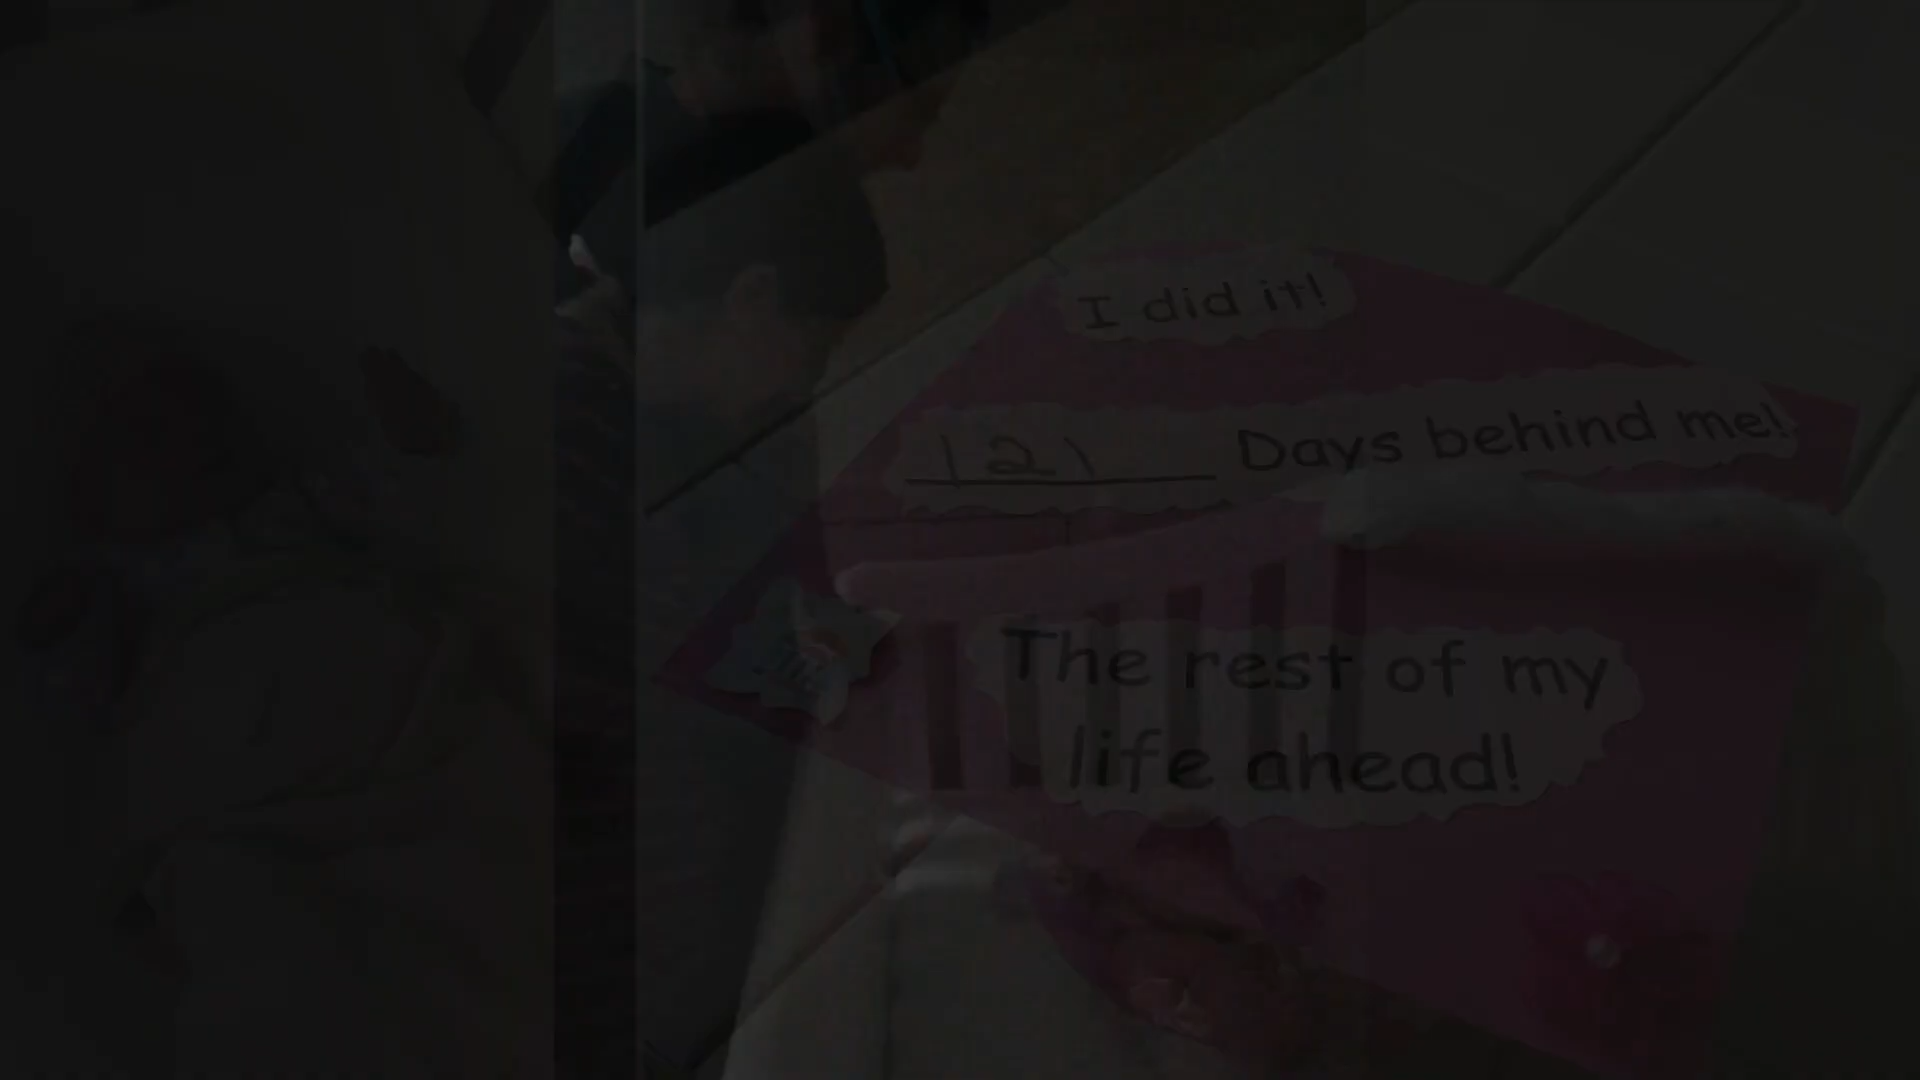 I did it!
121 Days behind me!
The rest of my
life ahead!